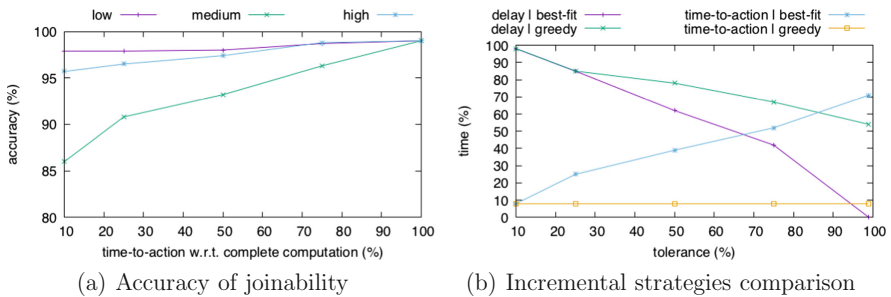 low medium high
100
95
90
85
80
accuracy (%)
10 20 30 40 50 60 70 80 90 100
time-to-action w.r.t. complete computation (%)
(a) Accuracy of joinability
delay | best-fit time-to-action | best-fit
delay | greedy time-to-action | greedy
100
90
80
70
60
50
40
30
20
10
0
time (%)
10 20 30 40 50 60 70 80 90 100
tolerance (%)
(b) Incremental strategies comparison